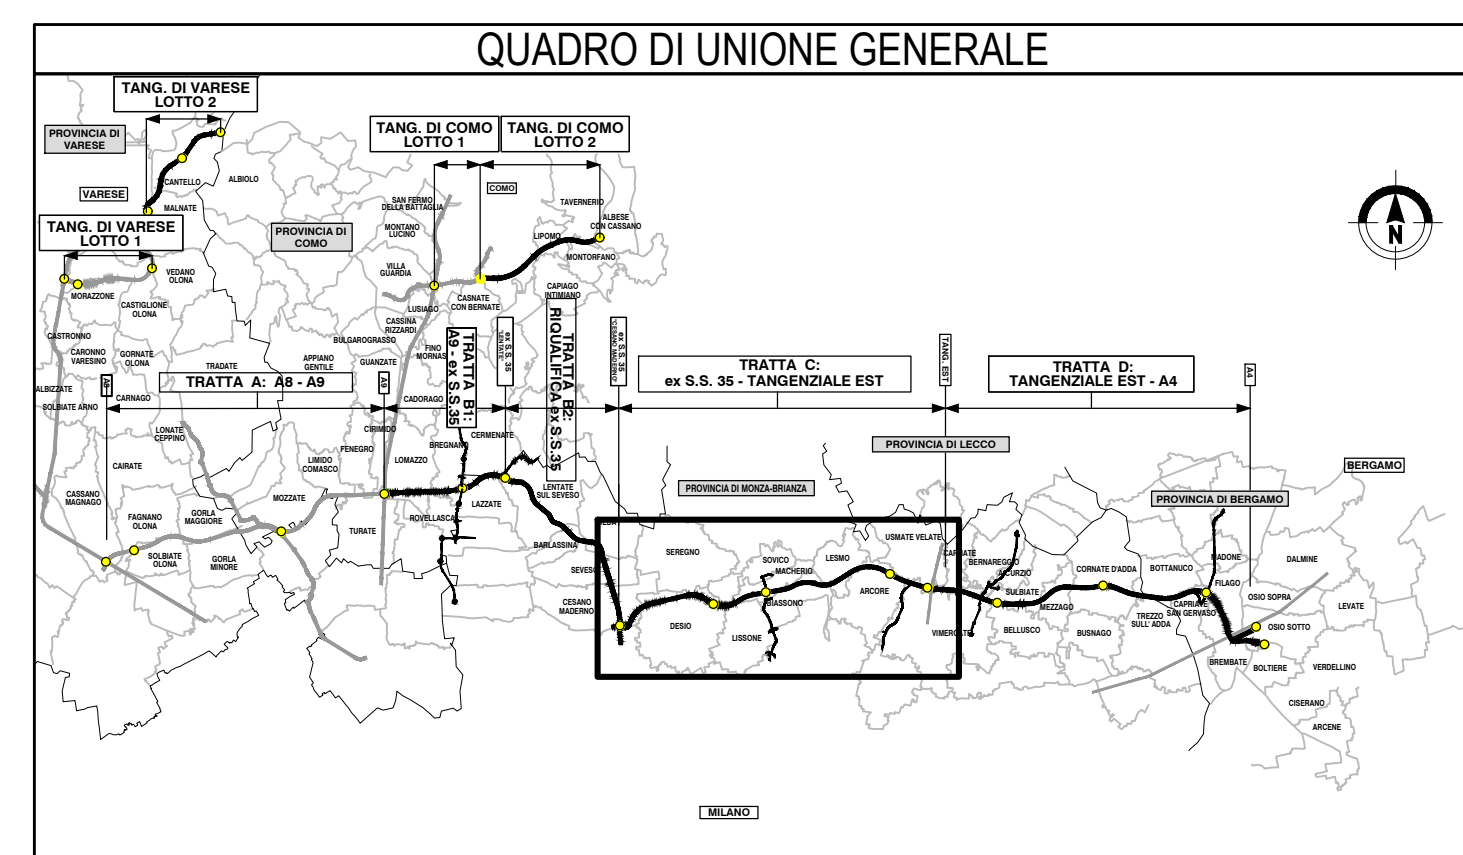 QUADRO DI UNIONE GENERALE
TANG. DI VARESE
LOTTO 2
PROVINCIA DI
VARESE
TANG. DI COMO
LOTTO 1
TANG. DI COMO
LOTTO 2
CANTELLO
ALBIOLO
VARESE
MALNATE
COMO
SAN FERMO
DELLA BATTAGLIA
TAVERNERIO
ALBESE
CON CASSANO
TANG. DI VARESE
LOTTO 1
PROVINCIA DI
COMO
MONTANO
LUCINO
LIPOMO
MONTORFANO
N
VILLA
GUARDIA
VEDANO
OLONA
MORAZZONE
CASTIGLIONE
OLONA
CAPIAGO
INTIMIANO
CASNATE
CON BERNATE
LUSIAGO
CASSINA
RIZZARDI
BULGAROGRASSO
CASTRONNO
CARONNO
VARESINO
GORNATE
OLONA
TRADATE
APPIANO
GENTILE
GUANZATE
FINO
MORNAS
TRATTA B1:
A9 - ex S.S.35
ex S.S. 35
"LENTATE"
TRATTA B2:
RIQUALIFICA ex S.S.35
ex S.S. 35
"CESANO MADERNO"
TRATTA C:
ex S.S. 35 - TANGENZIALE EST
TANG. EST
TRATTA D:
TANGENZIALE EST - A4
A4
ALBIZZATE
SOLBIATE ARNO
A8
CARNAGO
TRATTA A: A8 - A9
A9
CADORAGO
CIRIMIDO
LONATE
CEPPINO
FENEGRO
BREGNANO
CERMENATE
PROVINCIA DI LECCO
BERGAMO
CAIRATE
LIMIDO
COMASCO
LOMAZZO
CASSANO
MAGNAGO
MOZZATE
LAZZATE
LENTATE
SUL SEVESO
PROVINCIA DI MONZA-BRIANZA
PROVINCIA DI BERGAMO
FAGNANO
OLONA
GORLA
MAGGIORE
ROVELLASCA
TURATE
SOLBIATE
OLONA
GORLA
MINORE
BARLASSINA
SEVESO
CESANO
MADERNO
SEREGNO
SOVICO
MACHERIO
LESMO
USMATE VELATE
BIASSONO
ARCORE
DESIO
LISSONE
CARNATE
BERNAREGGIO
SULBIATE
MEZZAGO
VIMERCATE
BELLUSCO
BUSNAGO
CORNATE D'ADDA
BOTTANUCO
TREZZO
SULL' ADDA
MADONE
FILAGO
CAPRIATE
SAN GERVASO
DALMINE
OSIO SOPRA
LEVATE
OSIO SOTTO
BREMBATE
BOLTIERE
VERDELLINO
CISERANO
ARCENE
MILANO